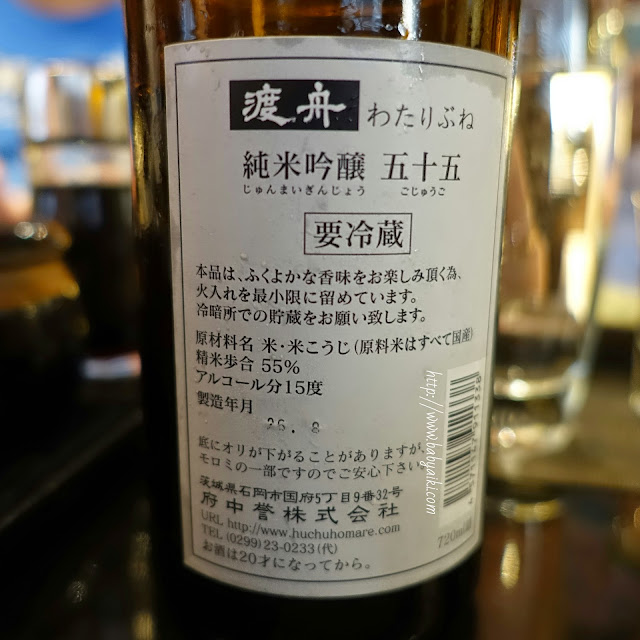 渡舟 わたりぶね
純米吟醸 五十五
じゅんまいぎんじょう ごじゅうご
要冷蔵
本品は、ふくよかな香味をお楽しみ頂く為、
火入れを最小限に留めています。
冷暗所での貯蔵をお願い致します。
原材料名 米・米こうじ(原料米はすべて国産)
精米歩合 55%
アルコール分15度
製造年月
26. 8
底にオリが下がることがありますが、
モロミの一部ですのでご安心下さい
茨城県石岡市国府5丁目9番32号
府中誉株式会社
URL http://www.huchuhomare.com
TEL (0299)23-0233(代)
お酒は20才になってから。
720ml
http://www.babyaiki.com